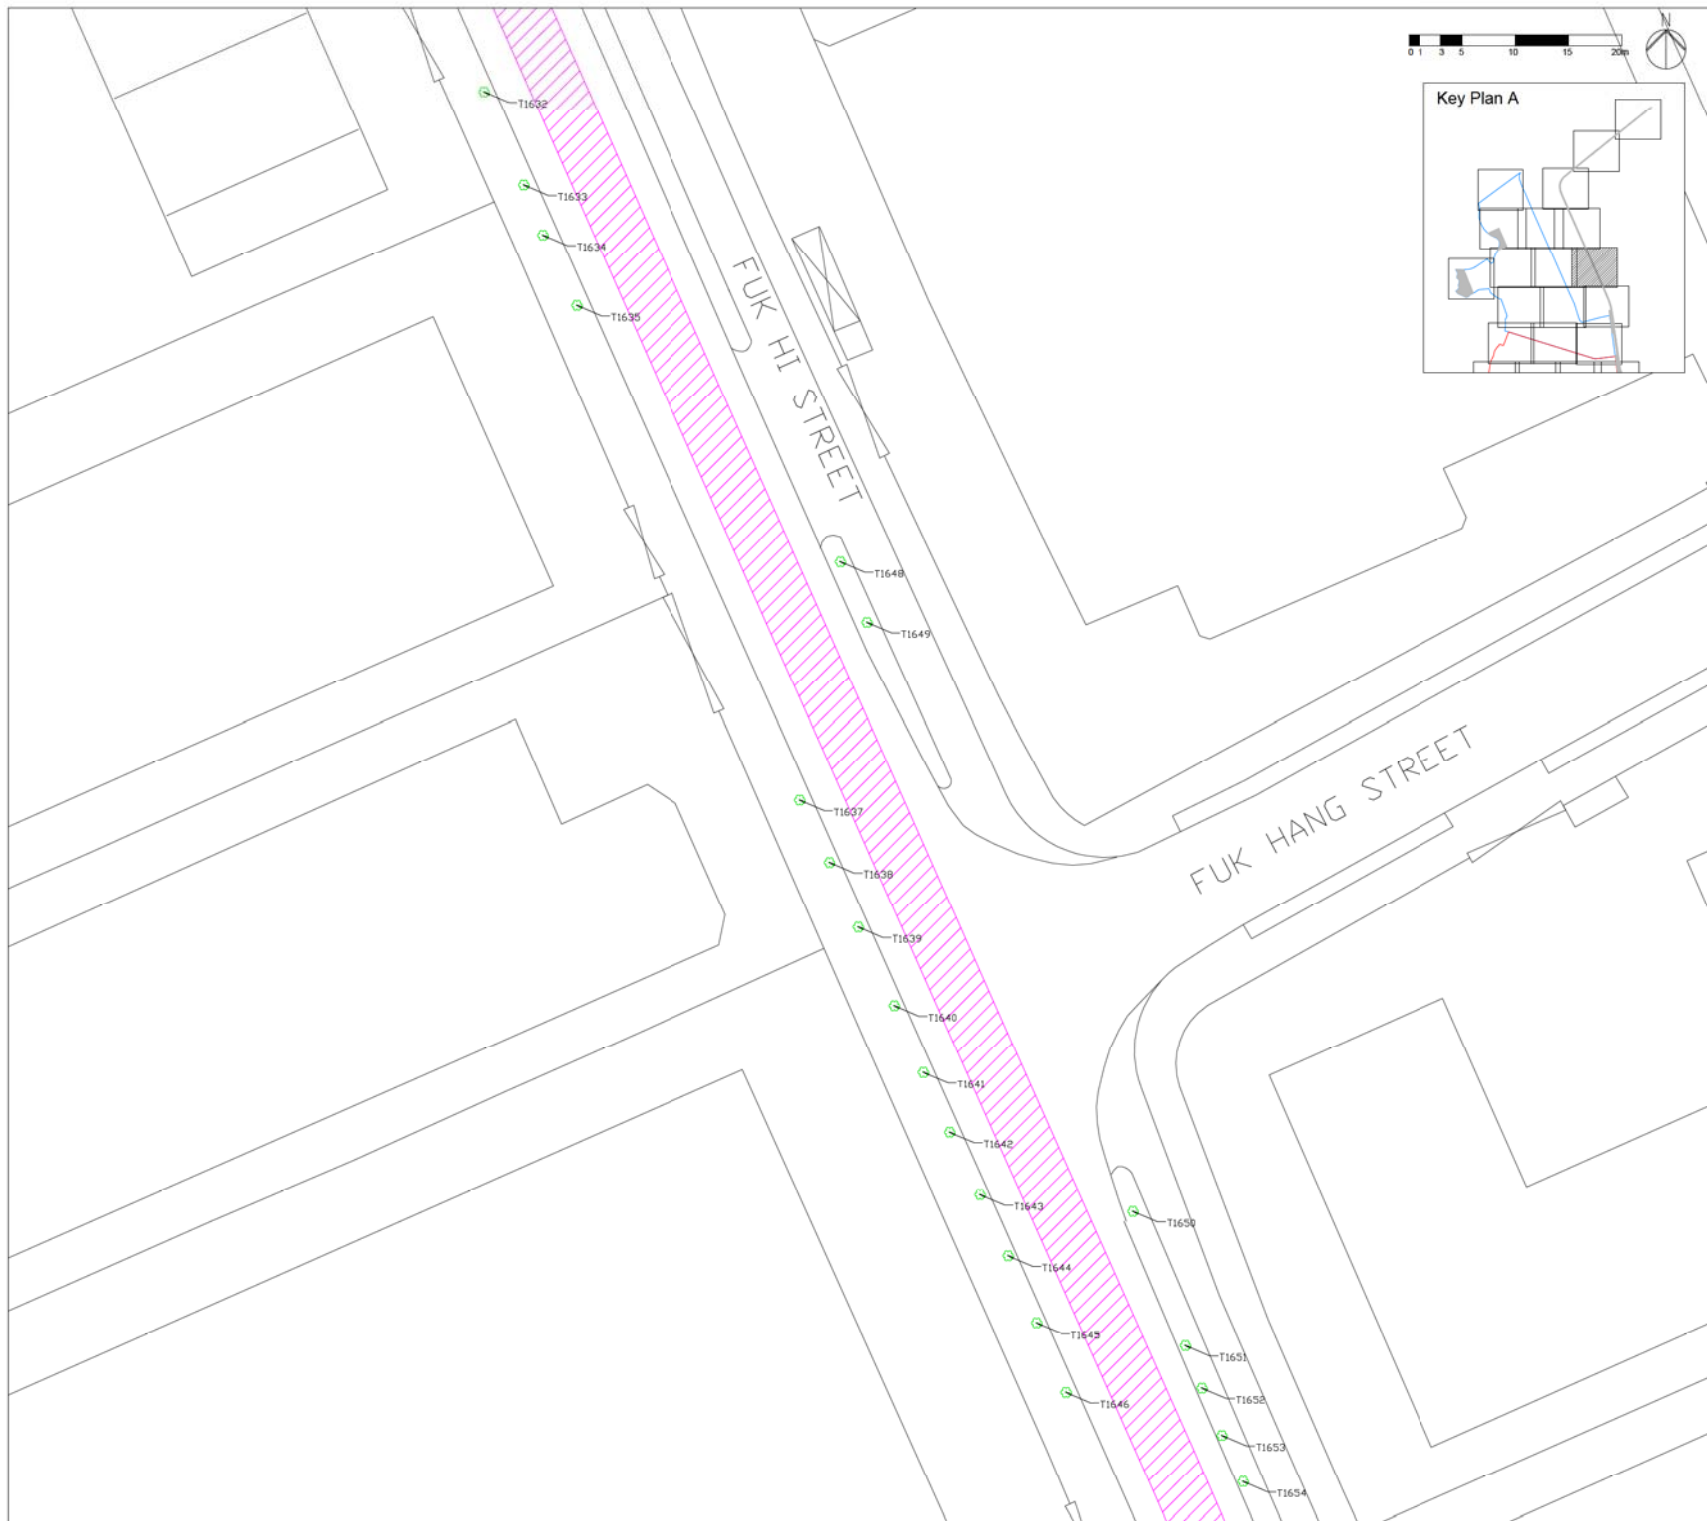 N
0 1 3 5 10 15 20m
Key Plan A
T1632
T1633
T1634
T1635
FUK HI STREET
T1648
T1649
FUK HANG STREET
T1637
T1638
T1639
T1640
T1641
T1642
T1643
T1650
T1644
T1645
T1651
T1652
T1646
T1653
T1654